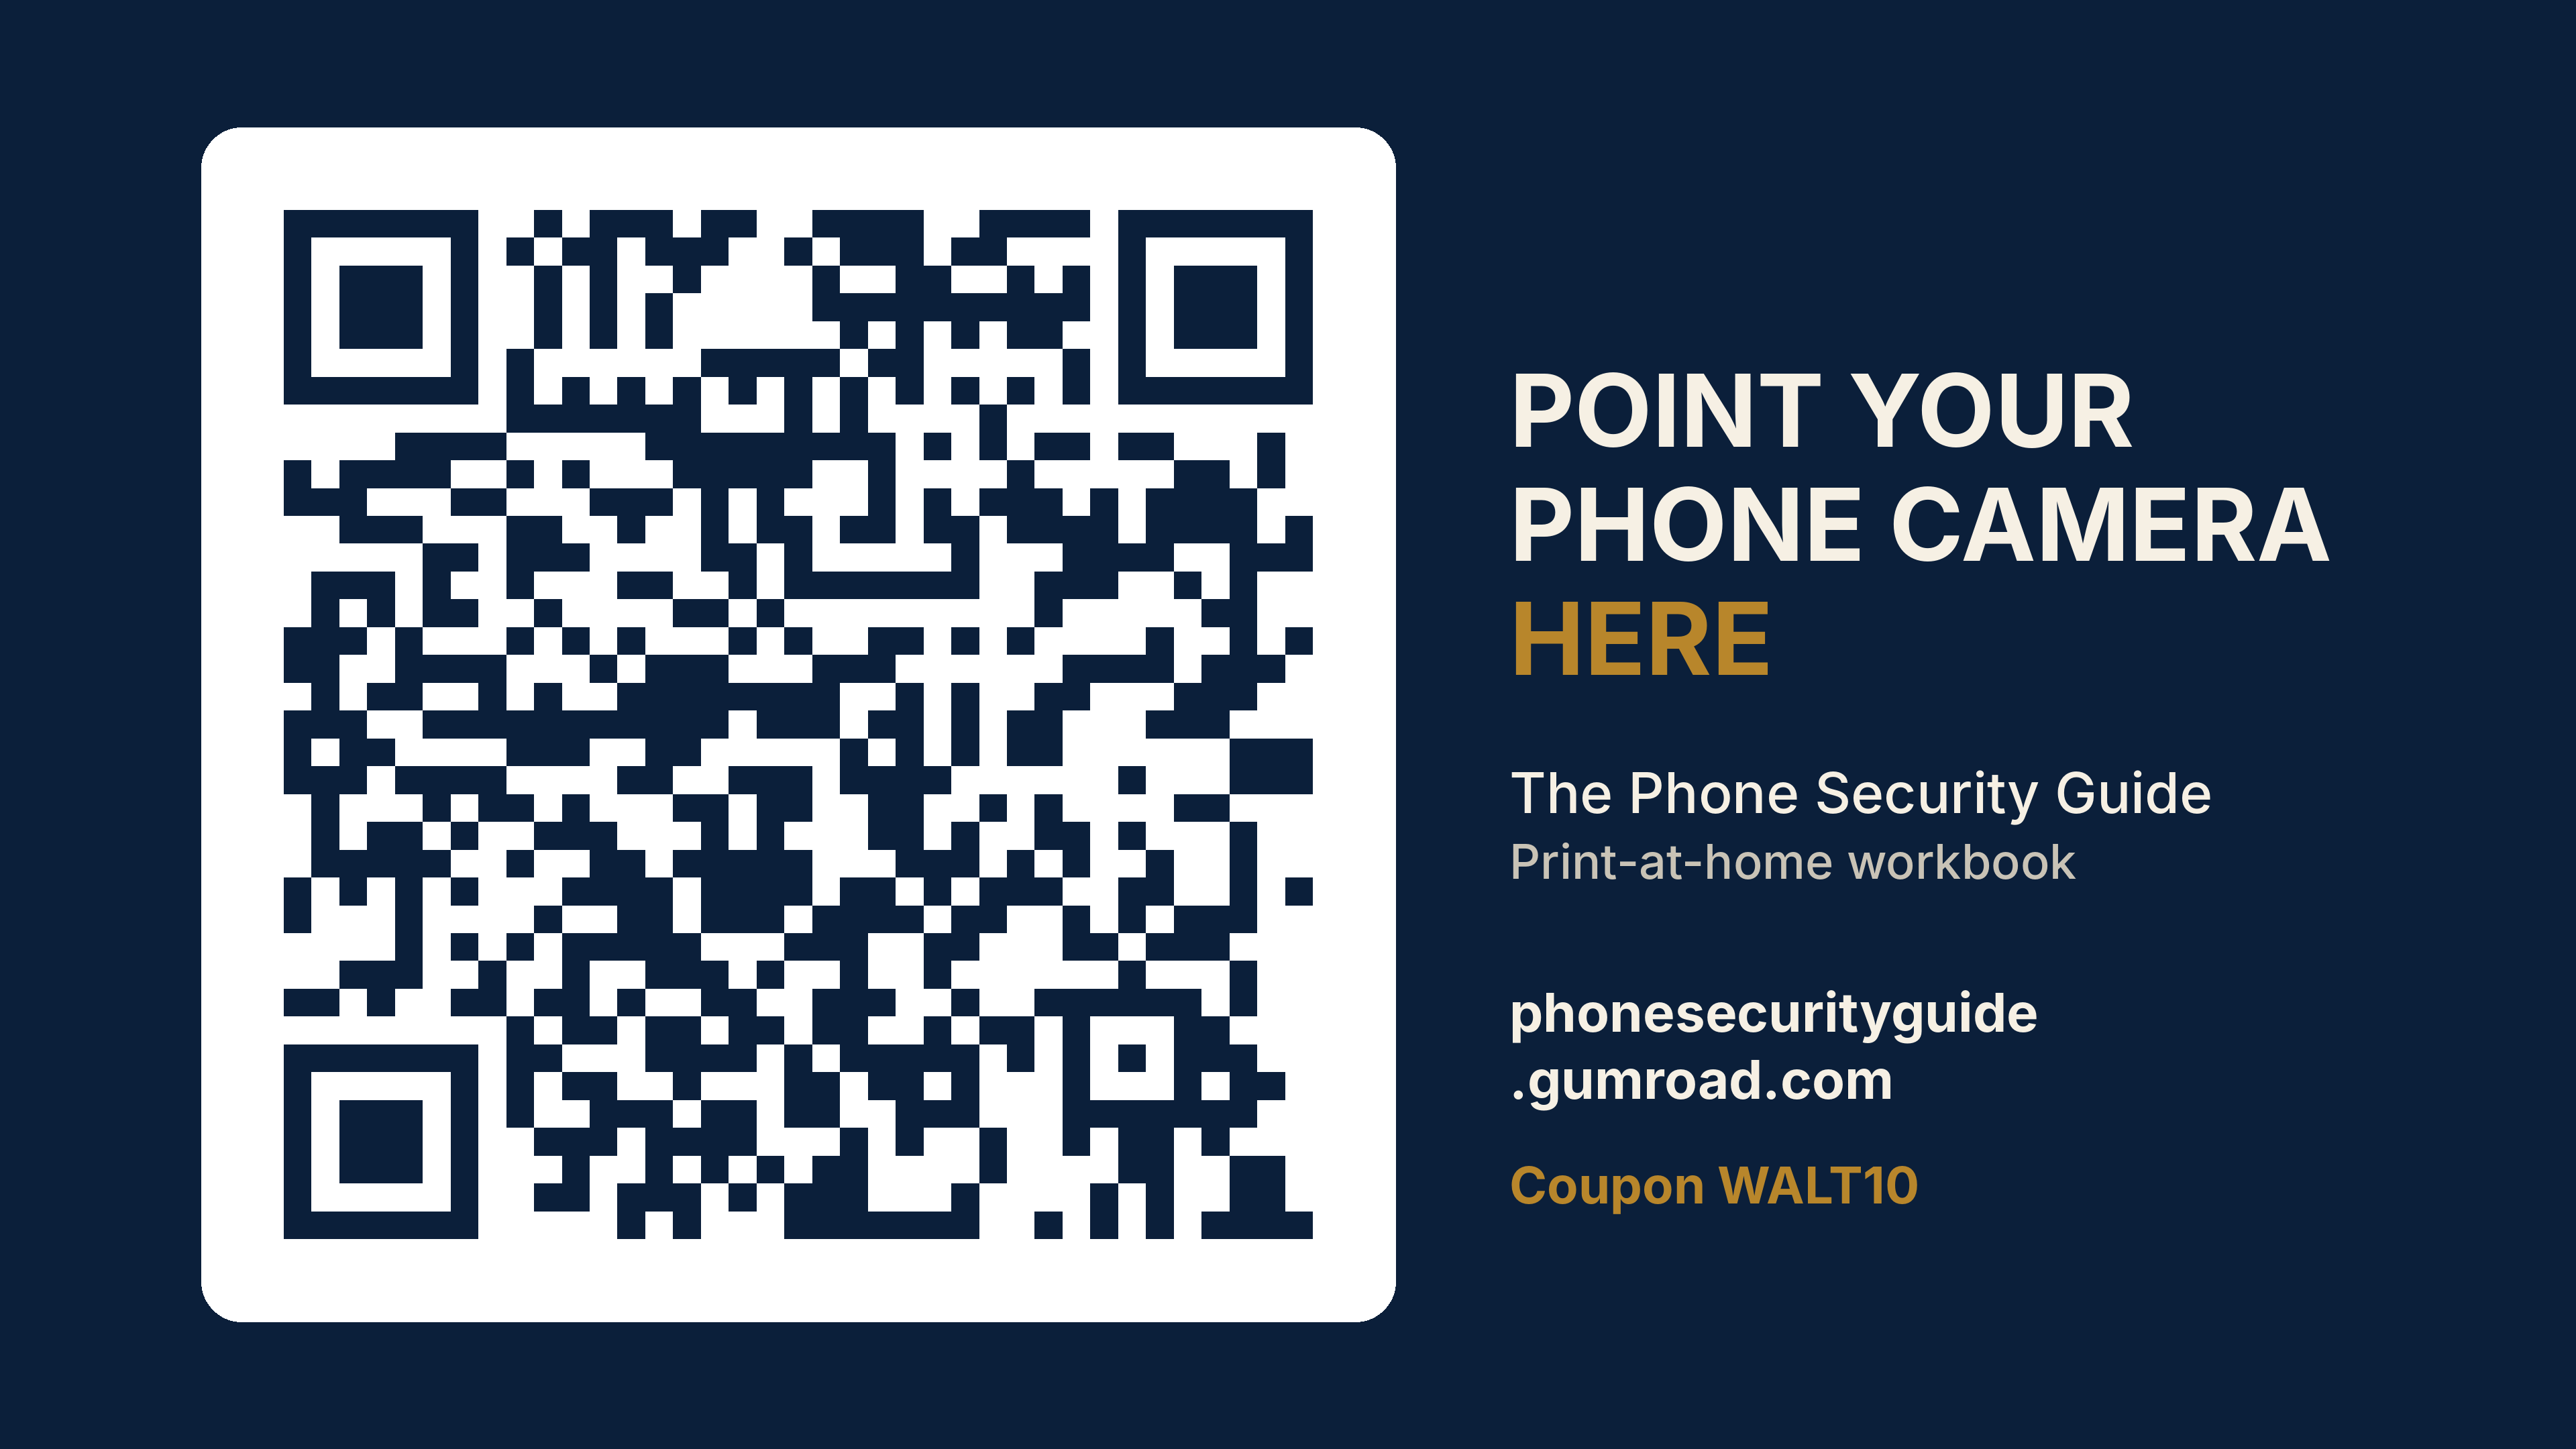 POINT YOUR
PHONE CAMERA
HERE
The Phone Security Guide
Print-at-home workbook
phonesecurityguide
.gumroad.com
Coupon WALT10